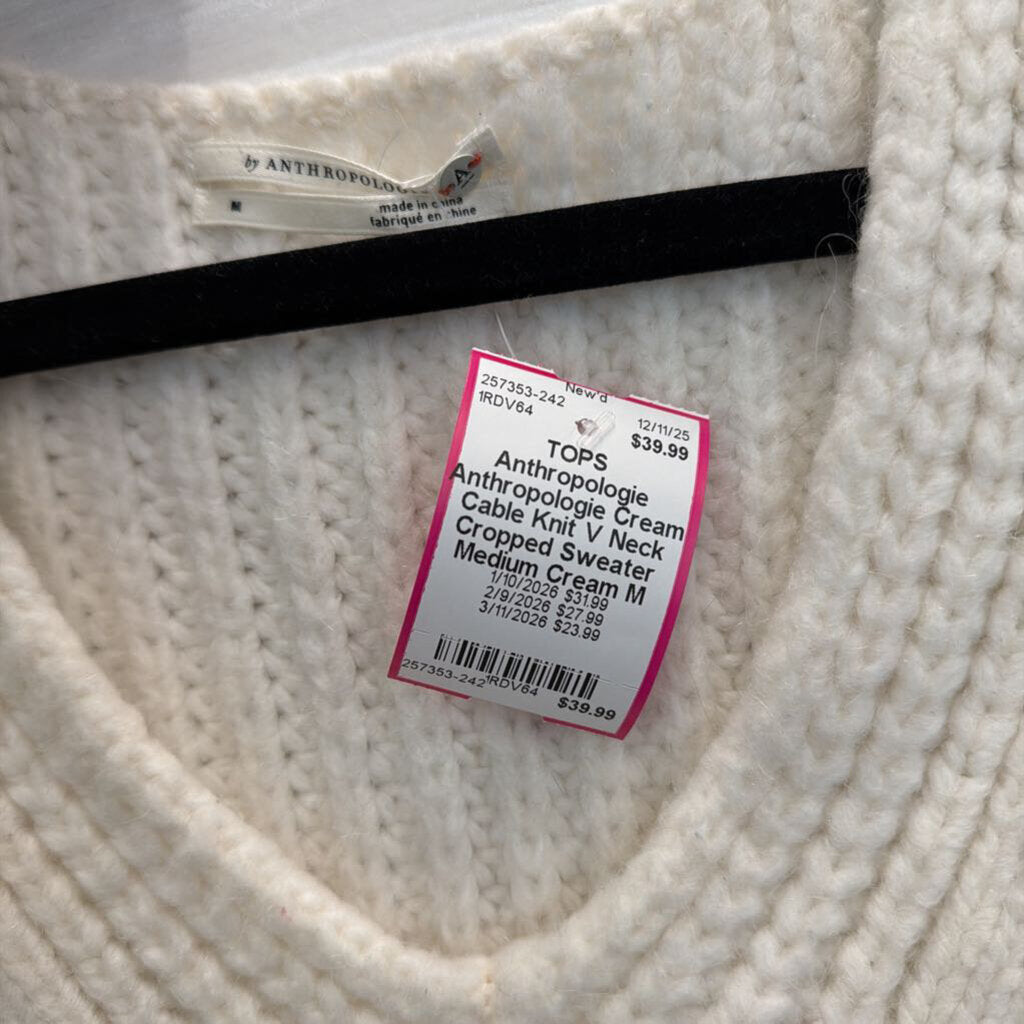 by ANTHROPOLO
M
made in china
fabriqué en chine
New'd
257353-242
1RDV64
12/11/25
$39.99
TOPS
Anthropologie
Anthropologie Cream
Cable Knit V Neck
Cropped Sweater
Medium Cream M
1/10/2026 $31.99
2/9/2026 $27.99
3/11/2026 $23.99
257353-242 1RDV64
$39.99